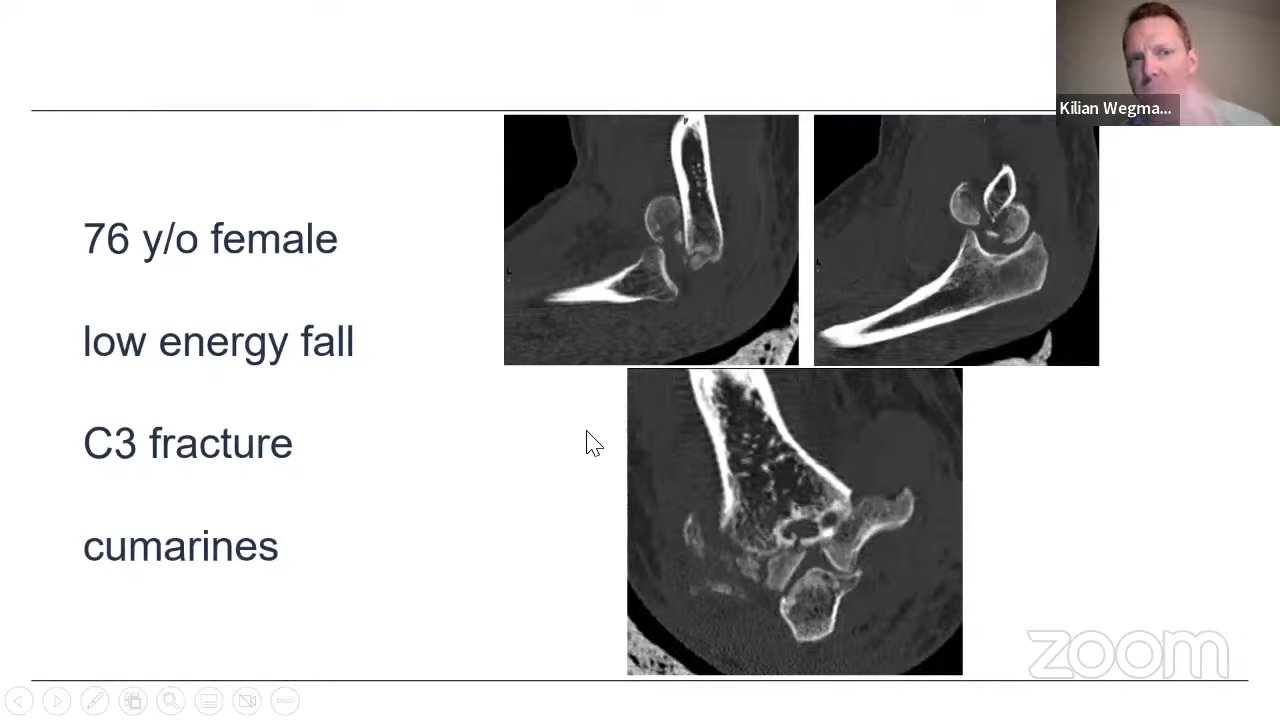 Kilian Wegma...
76 y/o female
low energy fall
C3 fracture
cumarines
zoom